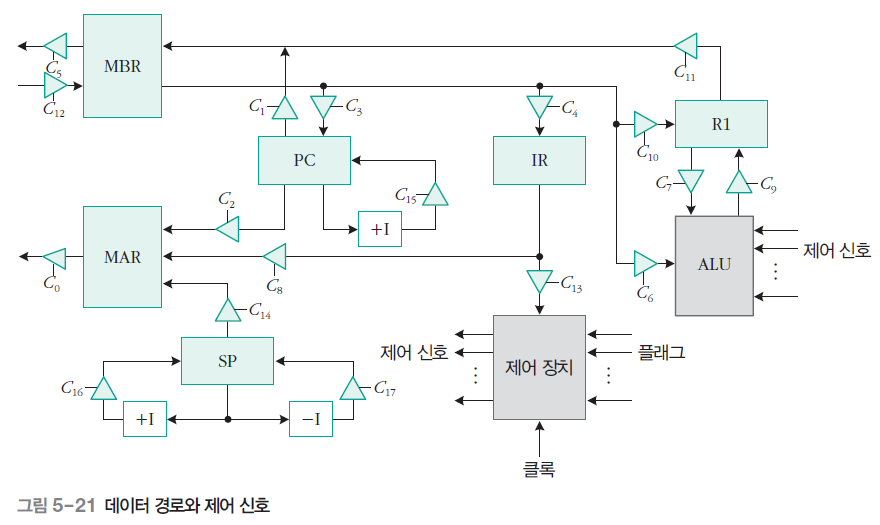 MBR
C5
C12
C11
C1
C3
C4
C10
R1
PC
IR
C15
C7
C9
C2
+I
MAR
ALU
제어 신호
C0
C8
C13
C6
C14
제어 신호
제어 장치
플래그
SP
C16
C17
+I
-I
클록
그림 5-21 데이터 경로와 제어 신호